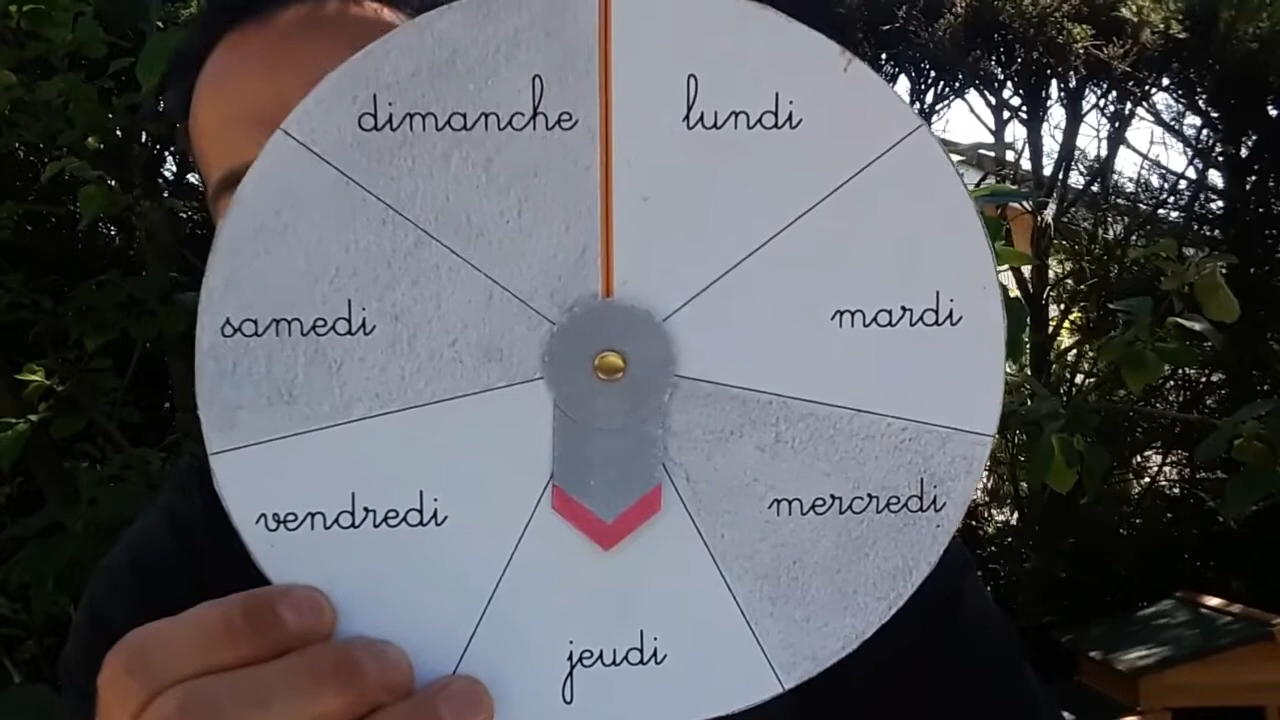 dimanche
lundi
samedi
mardi
vendredi
mercredi
jeudi